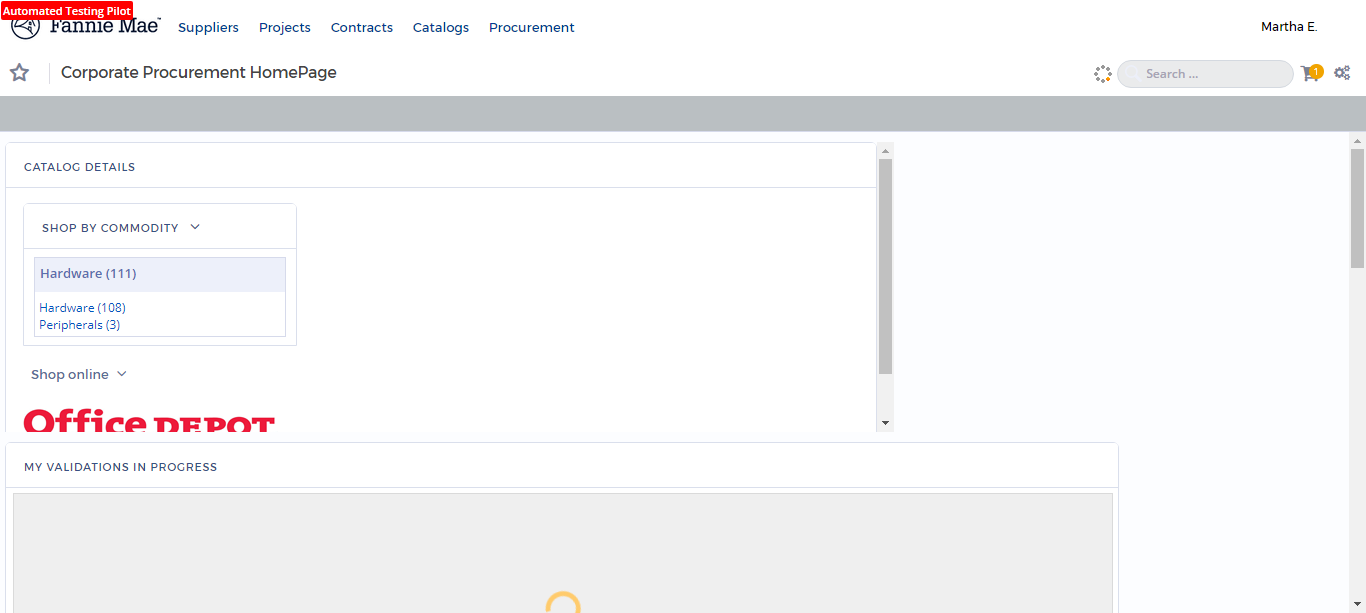 Automated Testing Pilot
Fannie Mae™
Suppliers Projects Contracts Catalogs Procurement
Martha E.
Corporate Procurement HomePage
Search ...
1
CATALOG DETAILS
SHOP BY COMMODITY
Hardware (111)
Hardware (108)
Peripherals (3)
Shop online
Office DEPOT
MY VALIDATIONS IN PROGRESS